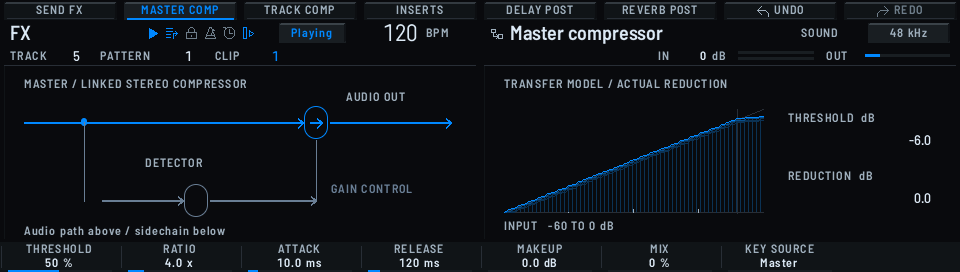 SEND FX MASTER COMP TRACK COMP INSERTS DELAY POST REVERB POST UNDO REDO
FX Playing 120 BPM Master compressor SOUND 48 kHz
TRACK 5 PATTERN 1 CLIP 1 IN 0 dB OUT
MASTER / LINKED STEREO COMPRESSOR
AUDIO OUT
DETECTOR
GAIN CONTROL
Audio path above / sidechain below
TRANSFER MODEL / ACTUAL REDUCTION
THRESHOLD dB
-6.0
REDUCTION dB
0.0
INPUT -60 TO 0 dB
THRESHOLD RATIO ATTACK RELEASE MAKEUP MIX KEY SOURCE
50 % 4.0 x 10.0 ms 120 ms 0.0 dB 0 % Master